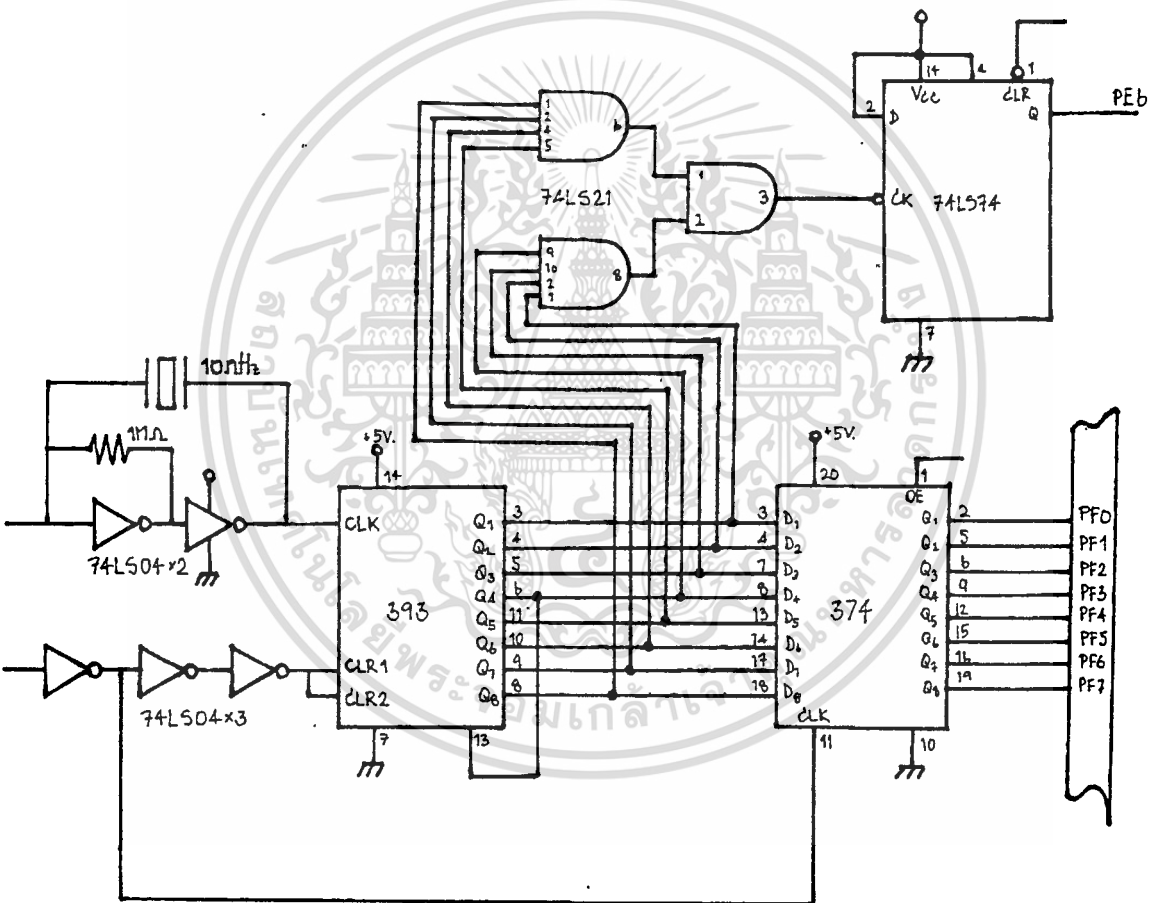 14
4
1
2
VCC
CLR
D
Q
PE6
CK
74LS74
7
1
2
4
5
6
74LS21
1
2
3
9
10
2
1
8
10MHz
1MΩ
74LS04×2
+5V.
14
CLK
Q1 3
Q2 4
Q3 5
Q4 6
Q5 11
Q6 10
Q7 9
Q8 8
393
CLR1
CLR2
7
13
74LS04×3
+5V.
20
1
OE
3 D1
4 D2
7 D3
8 D4
13 D5
14 D6
17 D7
18 D8
374
CLK
11
10
Q1 2
Q2 5
Q3 6
Q4 9
Q5 12
Q6 15
Q7 16
Q8 19
PF0
PF1
PF2
PF3
PF4
PF5
PF6
PF7